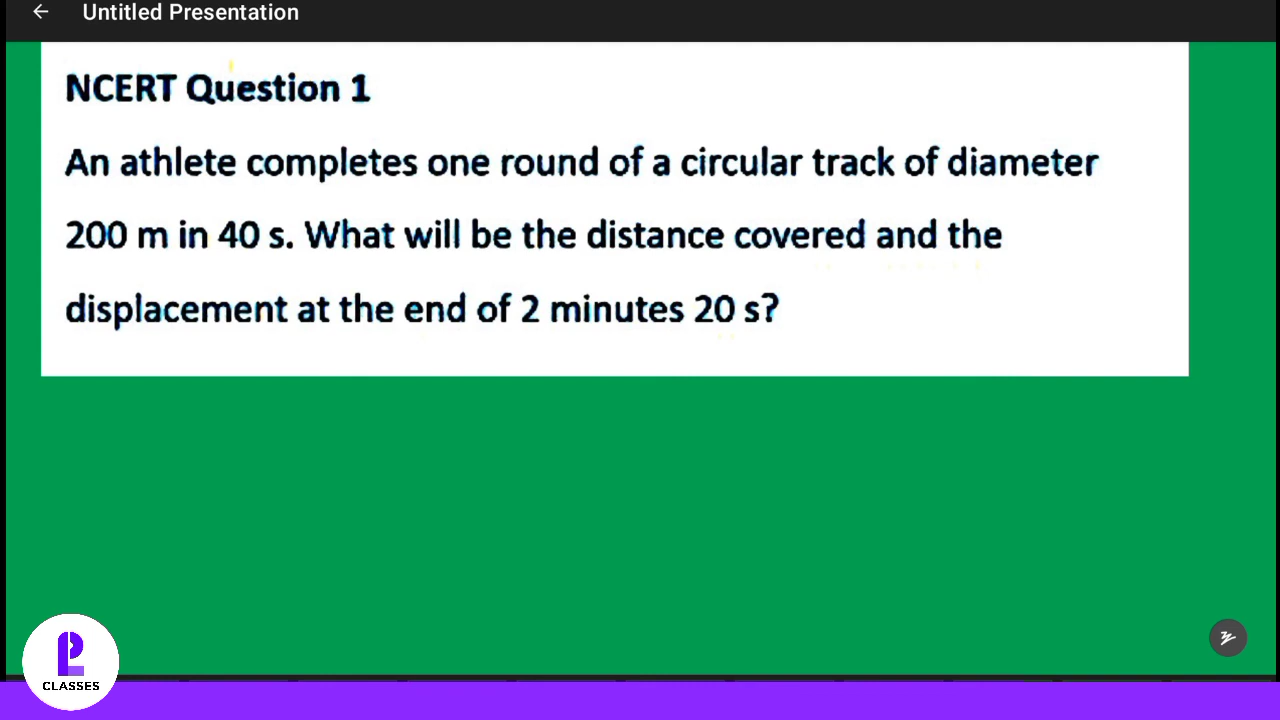 Untitled Presentation
NCERT Question 1
An athlete completes one round of a circular track of diameter
200 m in 40 s. What will be the distance covered and the
displacement at the end of 2 minutes 20 s?
CLASSES